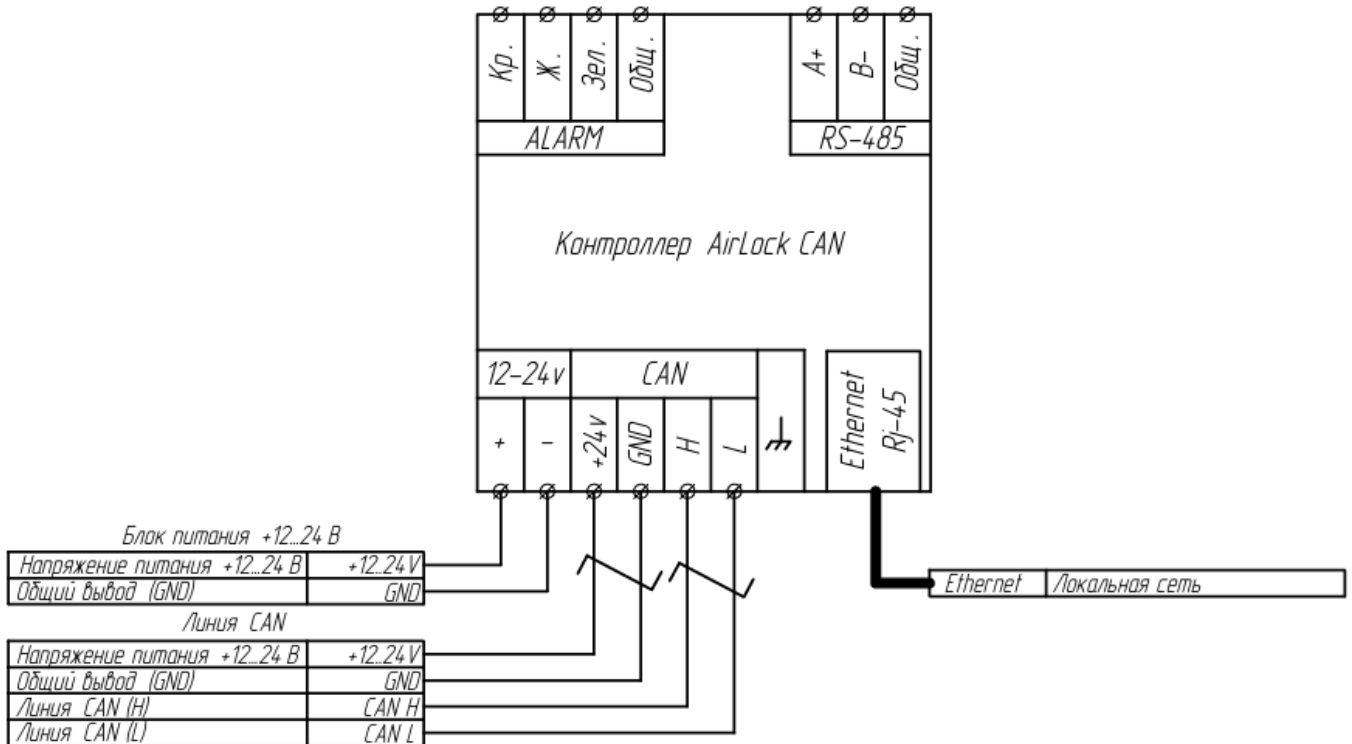 Кр.
Ж.
Зел.
Общ.
ALARM
A+
B-
Общ.
RS-485
Контроллер AirLock CAN
12-24v
CAN
+
-
+24v
GND
H
L
Ethernet
Rj-45
Блок питания +12...24 В
Напряжение питания +12...24 В +12...24V
Общий вывод (GND) GND
Ethernet Локальная сеть
Линия CAN
Напряжение питания +12...24 В +12...24V
Общий вывод (GND) GND
Линия CAN (H) CAN H
Линия CAN (L) CAN L